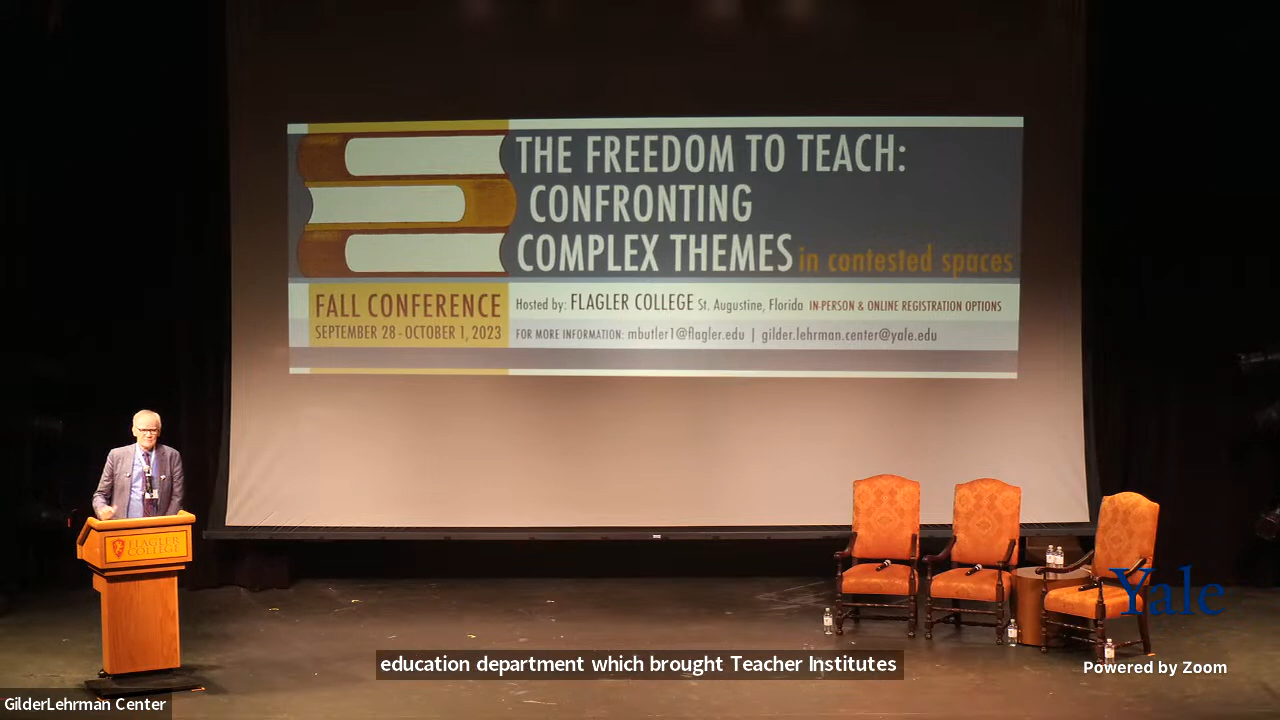 THE FREEDOM TO TEACH:
CONFRONTING
COMPLEX THEMES in contested spaces
FALL CONFERENCE
SEPTEMBER 28 - OCTOBER 1, 2023
Hosted by: FLAGLER COLLEGE St. Augustine, Florida IN-PERSON & ONLINE REGISTRATION OPTIONS
FOR MORE INFORMATION: mbutler1@flagler.edu | gilder.lehrman.center@yale.edu
FLAGLER
COLLEGE
Yale
education department which brought Teacher Institutes
Powered by Zoom
GilderLehrman Center